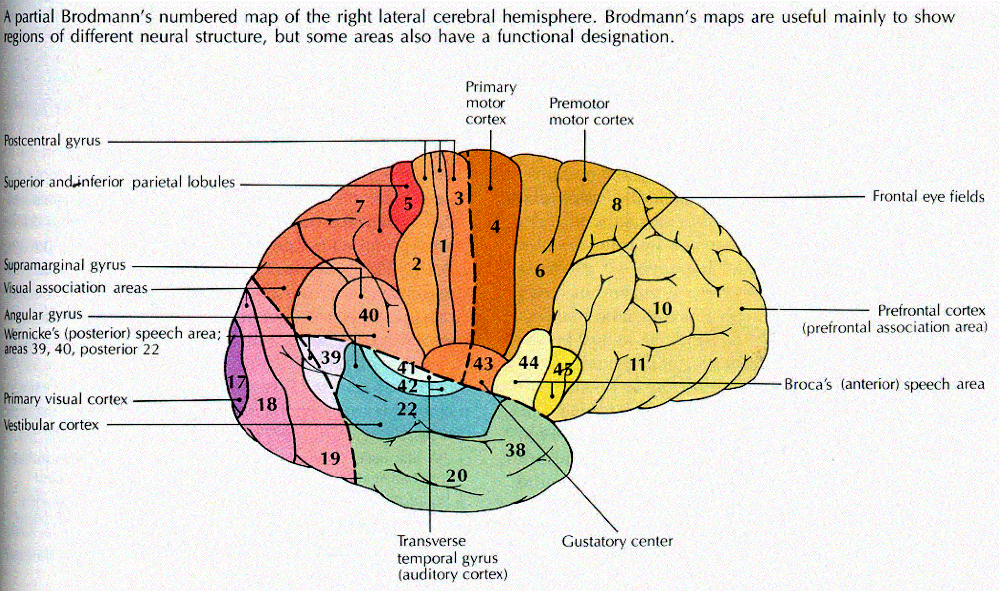 A partial Brodmann's numbered map of the right lateral cerebral hemisphere. Brodmann's maps are useful mainly to show
regions of different neural structure, but some areas also have a functional designation.
Primary
motor
cortex
Premotor
motor cortex
Postcentral gyrus
Superior and inferior parietal lobules
Frontal eye fields
Supramarginal gyrus
Visual association areas
Angular gyrus
Wernicke's (posterior) speech area;
areas 39, 40, posterior 22
Primary visual cortex
Vestibular cortex
Prefrontal cortex
(prefrontal association area)
Broca's (anterior) speech area
7
5
3
8
4
1
2
6
40
10
39
41
43
44
45
11
17
42
18
22
19
38
20
Transverse
temporal gyrus
(auditory cortex)
Gustatory center